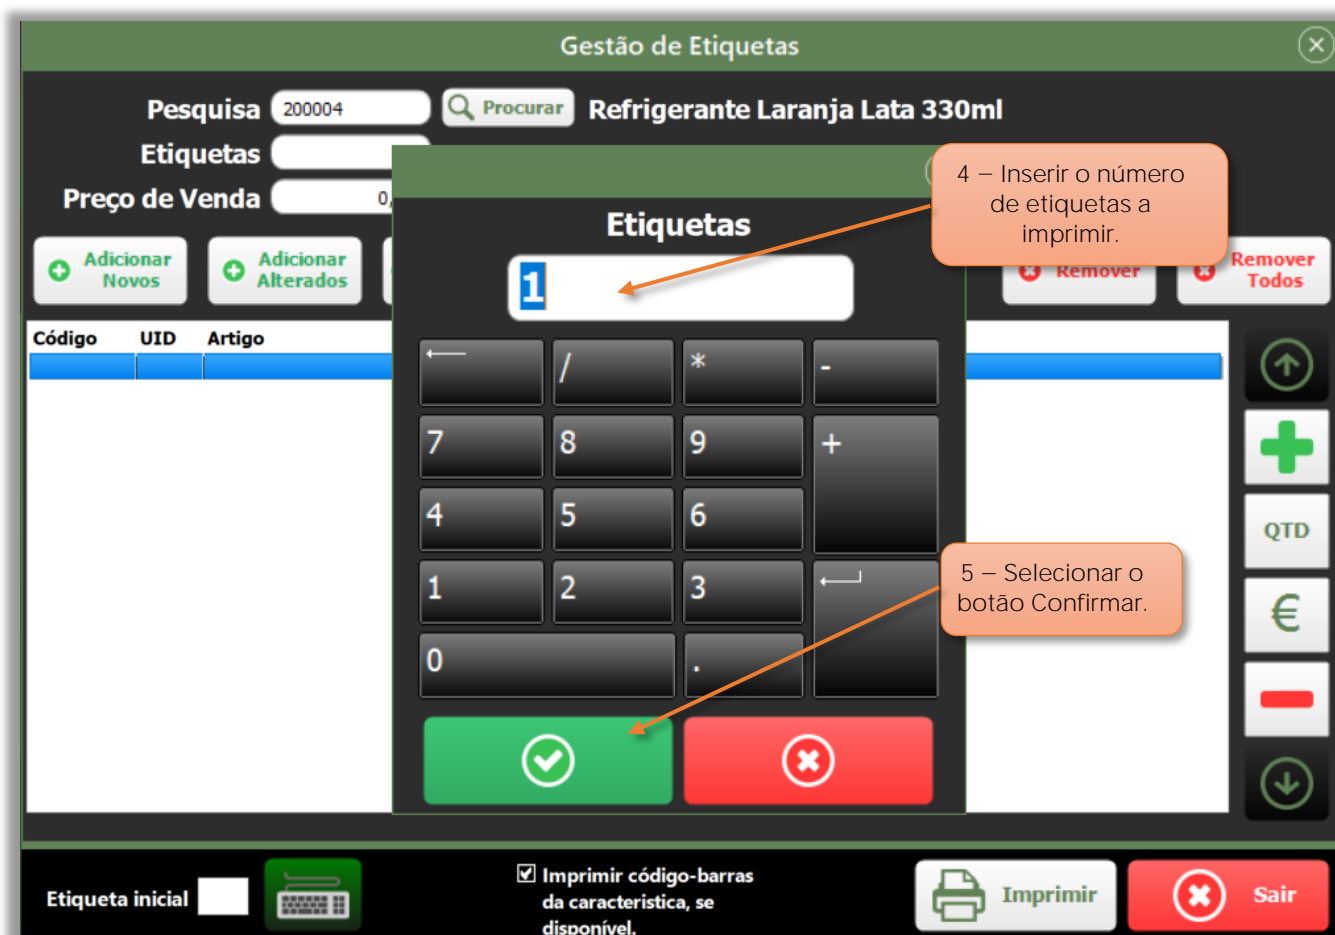 Gestão de Etiquetas
Pesquisa 200004 Procurar Refrigerante Laranja Lata 330ml
Etiquetas
Preço de Venda 0,
4 – Inserir o número
de etiquetas a
imprimir.
Etiquetas
Adicionar
Novos
Adicionar
Alterados
Remover
Remover
Todos
1
Código UID Artigo
/ * -
7 8 9 +
4 5 6
1 2 3
0 .
QTD
€
5 – Selecionar o
botão Confirmar.
Etiqueta inicial
Imprimir código-barras
da caracteristica, se
disponível.
Imprimir
Sair